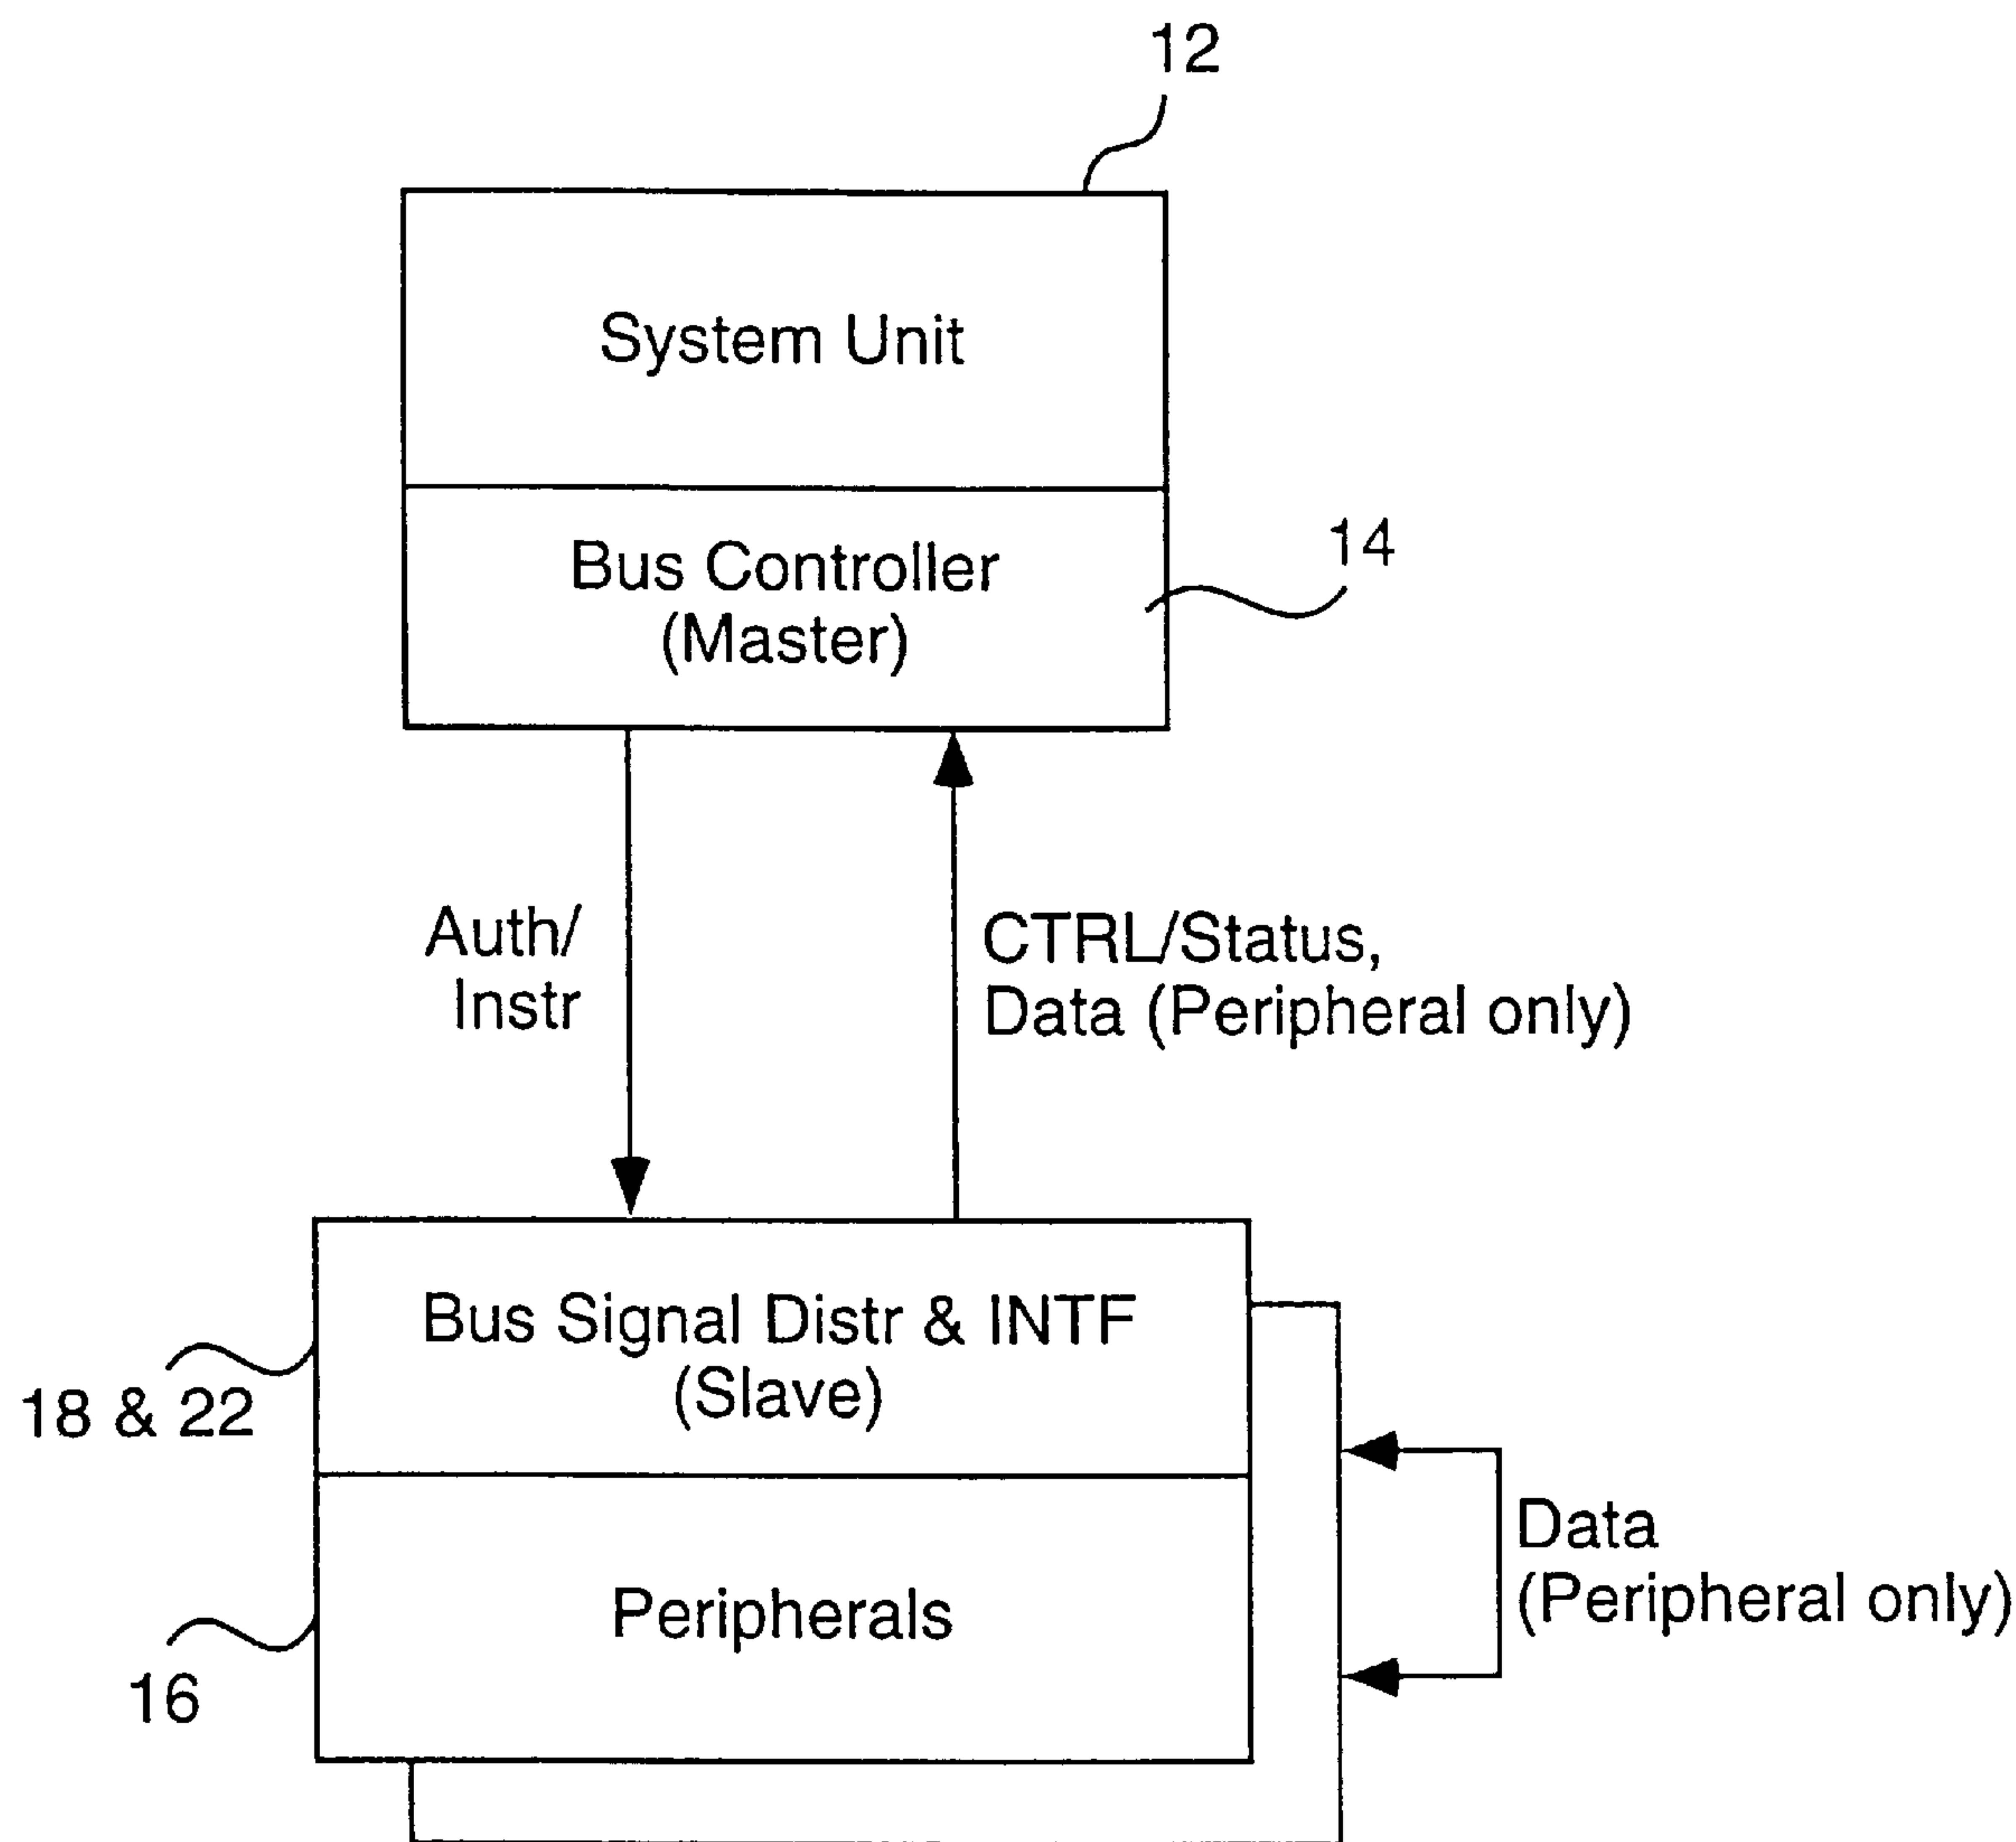 12
System Unit
Bus Controller
(Master)
14
Auth/
Instr
CTRL/Status,
Data (Peripheral only)
Bus Signal Distr & INTF
(Slave)
18 & 22
Data
(Peripheral only)
Peripherals
16